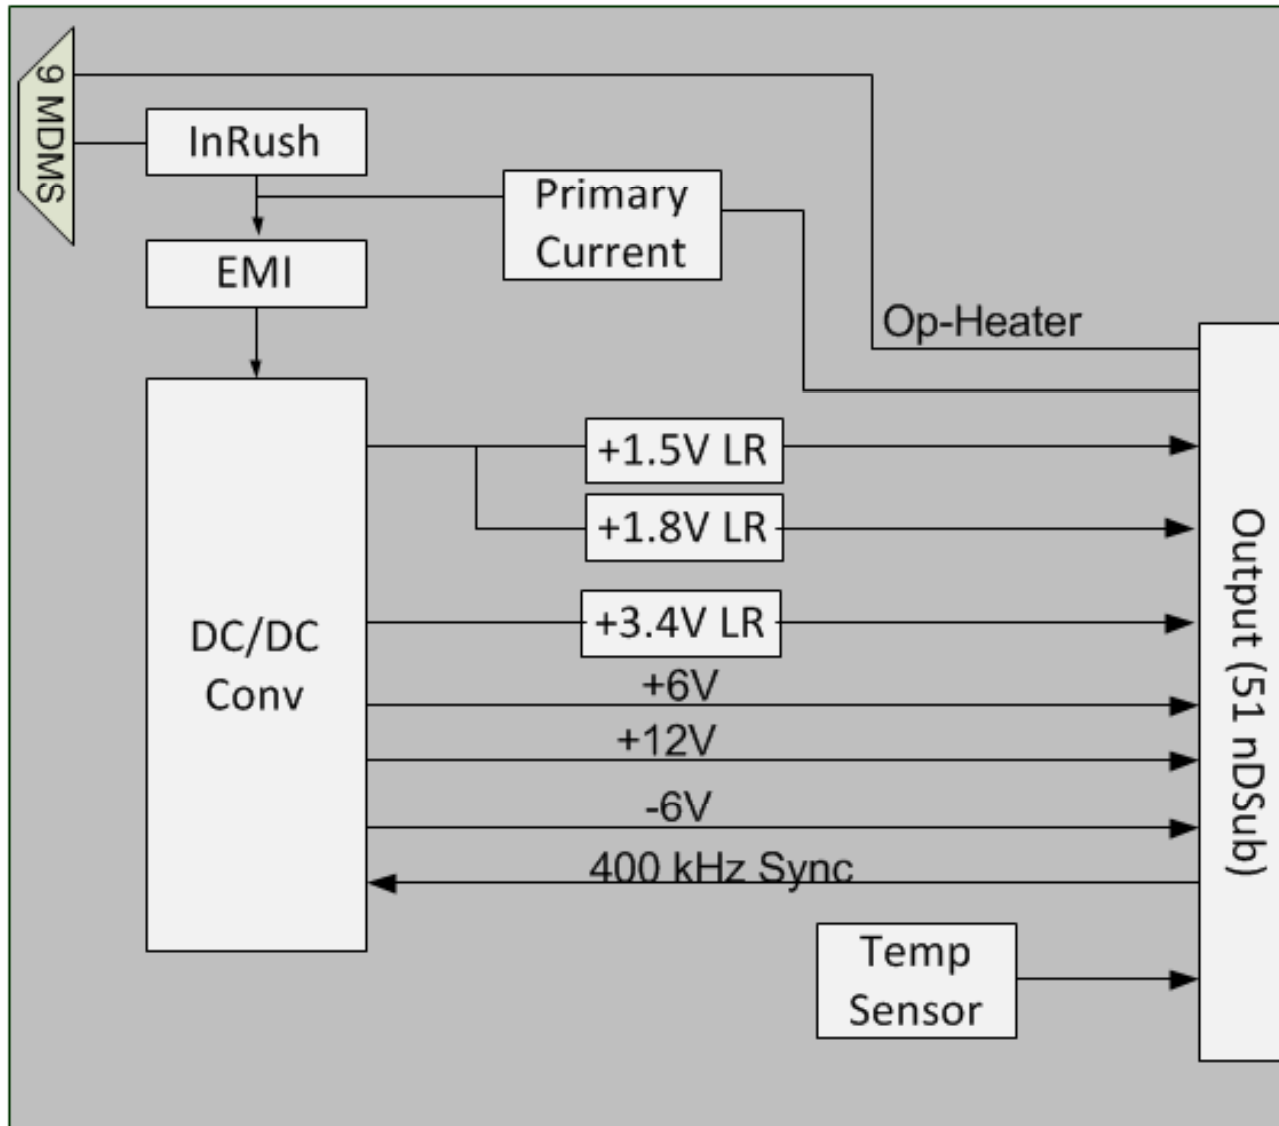 9 MDMS
InRush
Primary
Current
EMI
Op-Heater
+1.5V LR
+1.8V LR
+3.4V LR
DC/DC
Conv
+6V
+12V
-6V
400 kHz Sync
Output (51 nDSub)
Temp
Sensor